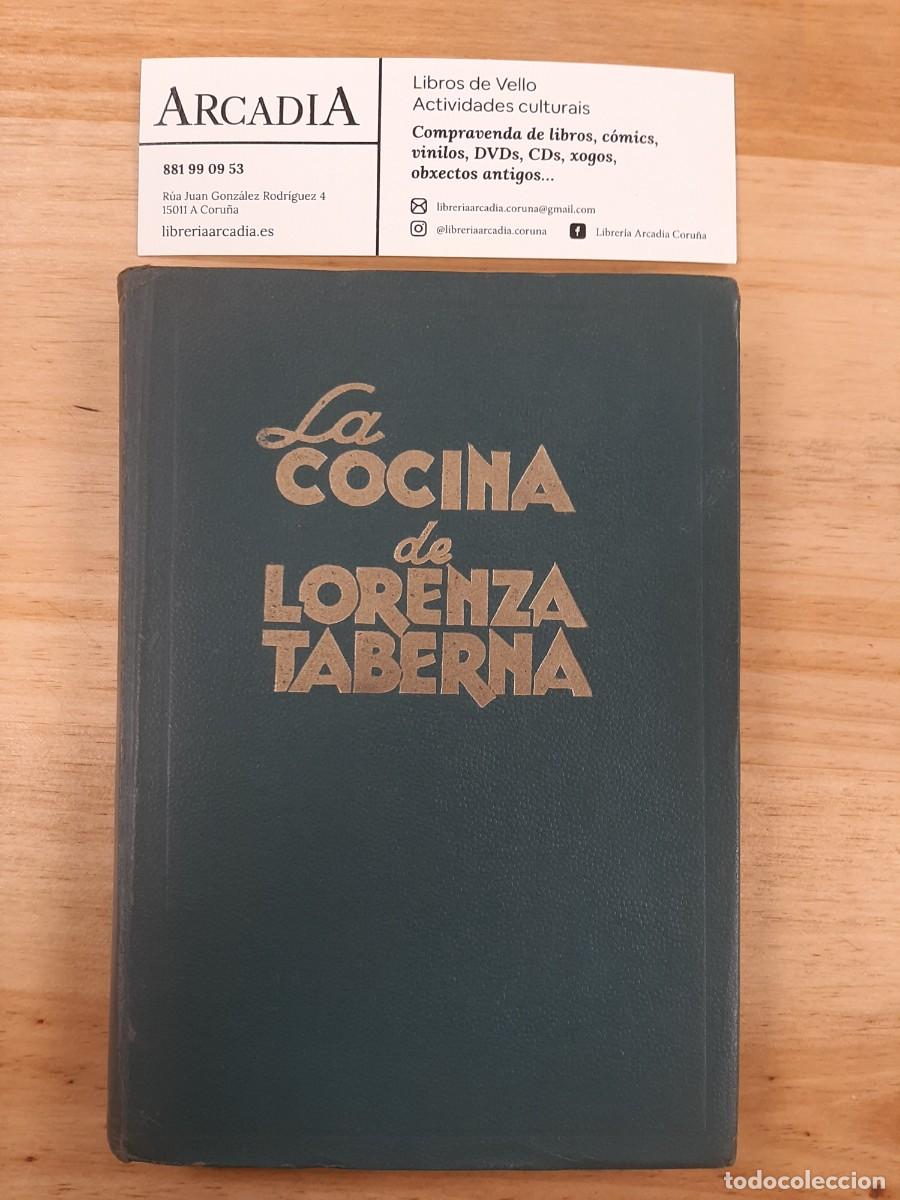 ARCADIA
881 99 09 53
Rúa Juan González Rodríguez 4
15011 A Coruña
libreriaarcadia.es
Libros de Vello
Actividades culturais
Compravenda de libros, cómics,
vinilos, DVDs, CDs, xogos,
obxectos antigos...
libreriaarcadia.coruna@gmail.com
@libreriaarcadia.coruna
Librería Arcadia Coruña
La
COCINA
de
LORENZA
TABERNA
todocoleccion